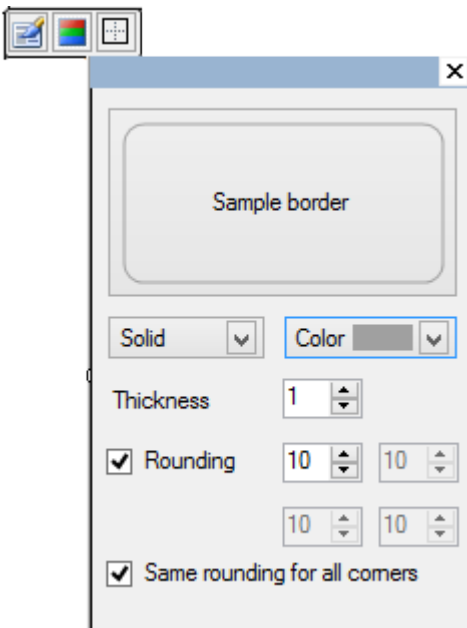 Sample border
Solid Color
Thickness 1
Rounding 10 10
10 10
Same rounding for all corners